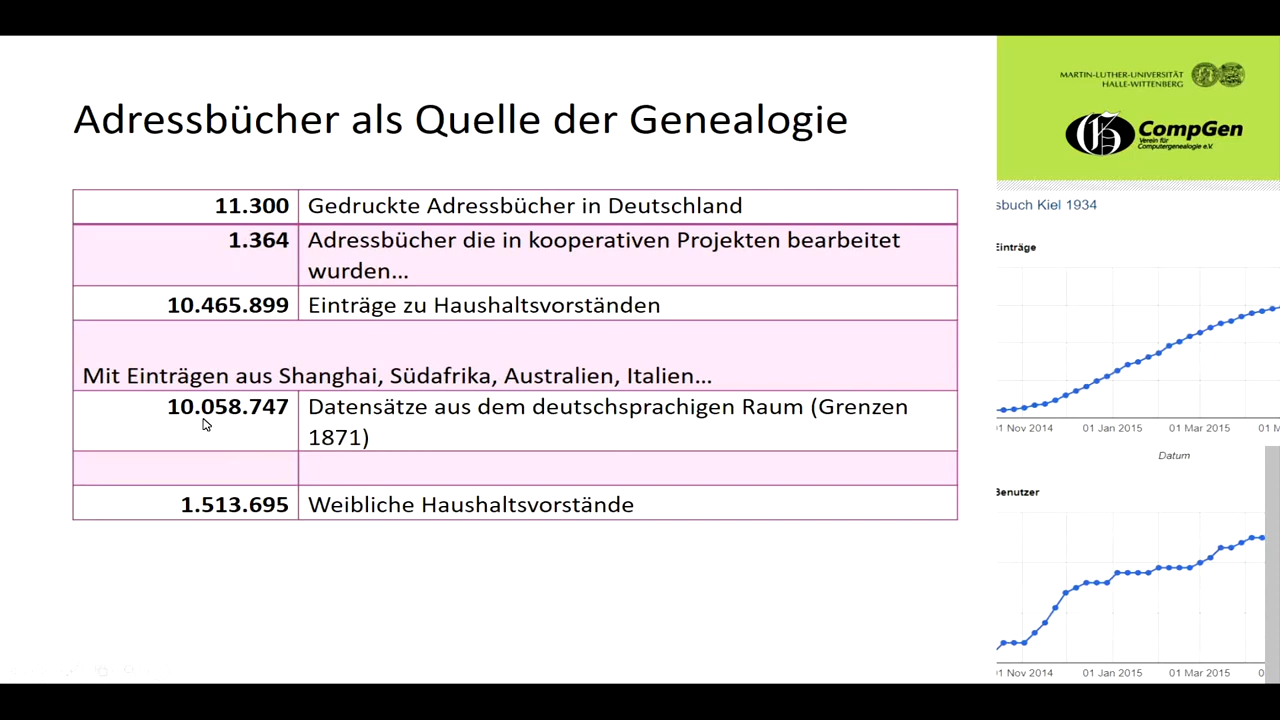 Adressbücher als Quelle der Genealogie
11.300 Gedruckte Adressbücher in Deutschland
1.364 Adressbücher die in kooperativen Projekten bearbeitet
wurden...
10.465.899 Einträge zu Haushaltsvorständen
Mit Einträgen aus Shanghai, Südafrika, Australien, Italien...
10.058.747 Datensätze aus dem deutschsprachigen Raum (Grenzen
1871)
1.513.695 Weibliche Haushaltsvorstände
MARTIN-LUTHER-UNIVERSITÄT
HALLE-WITTENBERG
CompGen
Verein für
Computergenealogie e.V.
sbuch Kiel 1934
Einträge
1 Nov 2014 01 Jan 2015 01 Mar 2015 01 M
Datum
Benutzer
1 Nov 2014 01 Jan 2015 01 Mar 2015 0